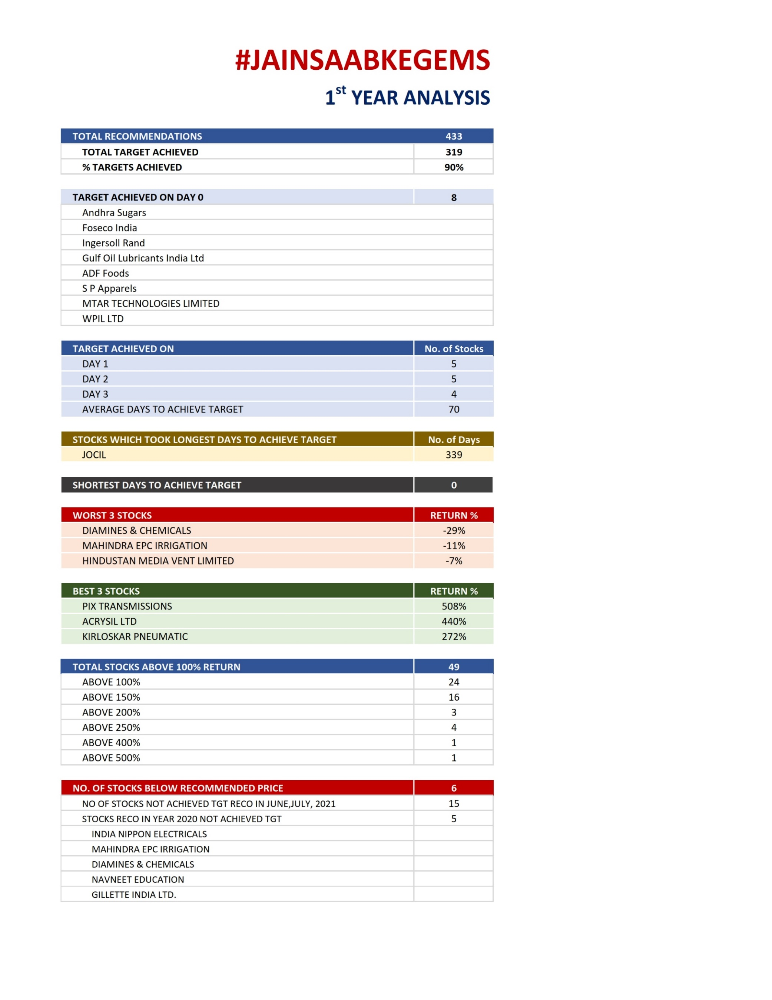 #JAINSAABKEGEMS
1st YEAR ANALYSIS
TOTAL RECOMMENDATIONS 433
TOTAL TARGET ACHIEVED 319
% TARGETS ACHIEVED 90%
TARGET ACHIEVED ON DAY 0 8
Andhra Sugars
Foseco India
Ingersoll Rand
Gulf Oil Lubricants India Ltd
ADF Foods
S P Apparels
MTAR TECHNOLOGIES LIMITED
WPIL LTD
TARGET ACHIEVED ON No. of Stocks
DAY 1 5
DAY 2 5
DAY 3 4
AVERAGE DAYS TO ACHIEVE TARGET 70
STOCKS WHICH TOOK LONGEST DAYS TO ACHIEVE TARGET No. of Days
JOCIL 339
SHORTEST DAYS TO ACHIEVE TARGET 0
WORST 3 STOCKS RETURN %
DIAMINES & CHEMICALS -29%
MAHINDRA EPC IRRIGATION -11%
HINDUSTAN MEDIA VENT LIMITED -7%
BEST 3 STOCKS RETURN %
PIX TRANSMISSIONS 508%
ACRYSIL LTD 440%
KIRLOSKAR PNEUMATIC 272%
TOTAL STOCKS ABOVE 100% RETURN 49
ABOVE 100% 24
ABOVE 150% 16
ABOVE 200% 3
ABOVE 250% 4
ABOVE 400% 1
ABOVE 500% 1
NO. OF STOCKS BELOW RECOMMENDED PRICE 6
NO OF STOCKS NOT ACHIEVED TGT RECO IN JUNE,JULY, 2021 15
STOCKS RECO IN YEAR 2020 NOT ACHIEVED TGT 5
INDIA NIPPON ELECTRICALS
MAHINDRA EPC IRRIGATION
DIAMINES & CHEMICALS
NAVNEET EDUCATION
GILLETTE INDIA LTD.